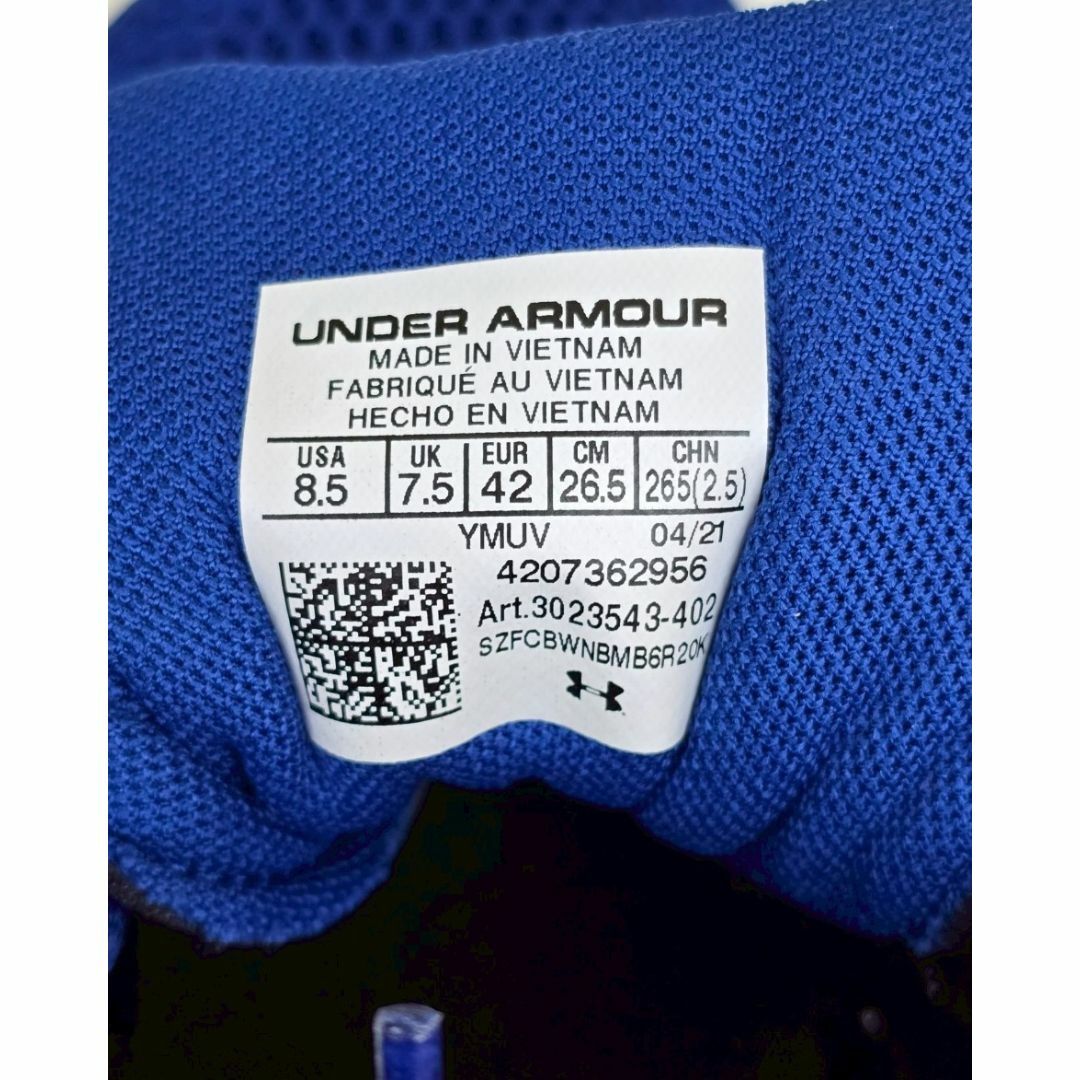 UNDER ARMOUR
MADE IN VIETNAM
FABRIQUÉ AU VIETNAM
HECHO EN VIETNAM
USA UK EUR CM CHN
8.5 7.5 42 26.5 265(2.5)
YMUV 04/21
4207362956
Art.3023543-402
SZFCBWNBMB6R20K